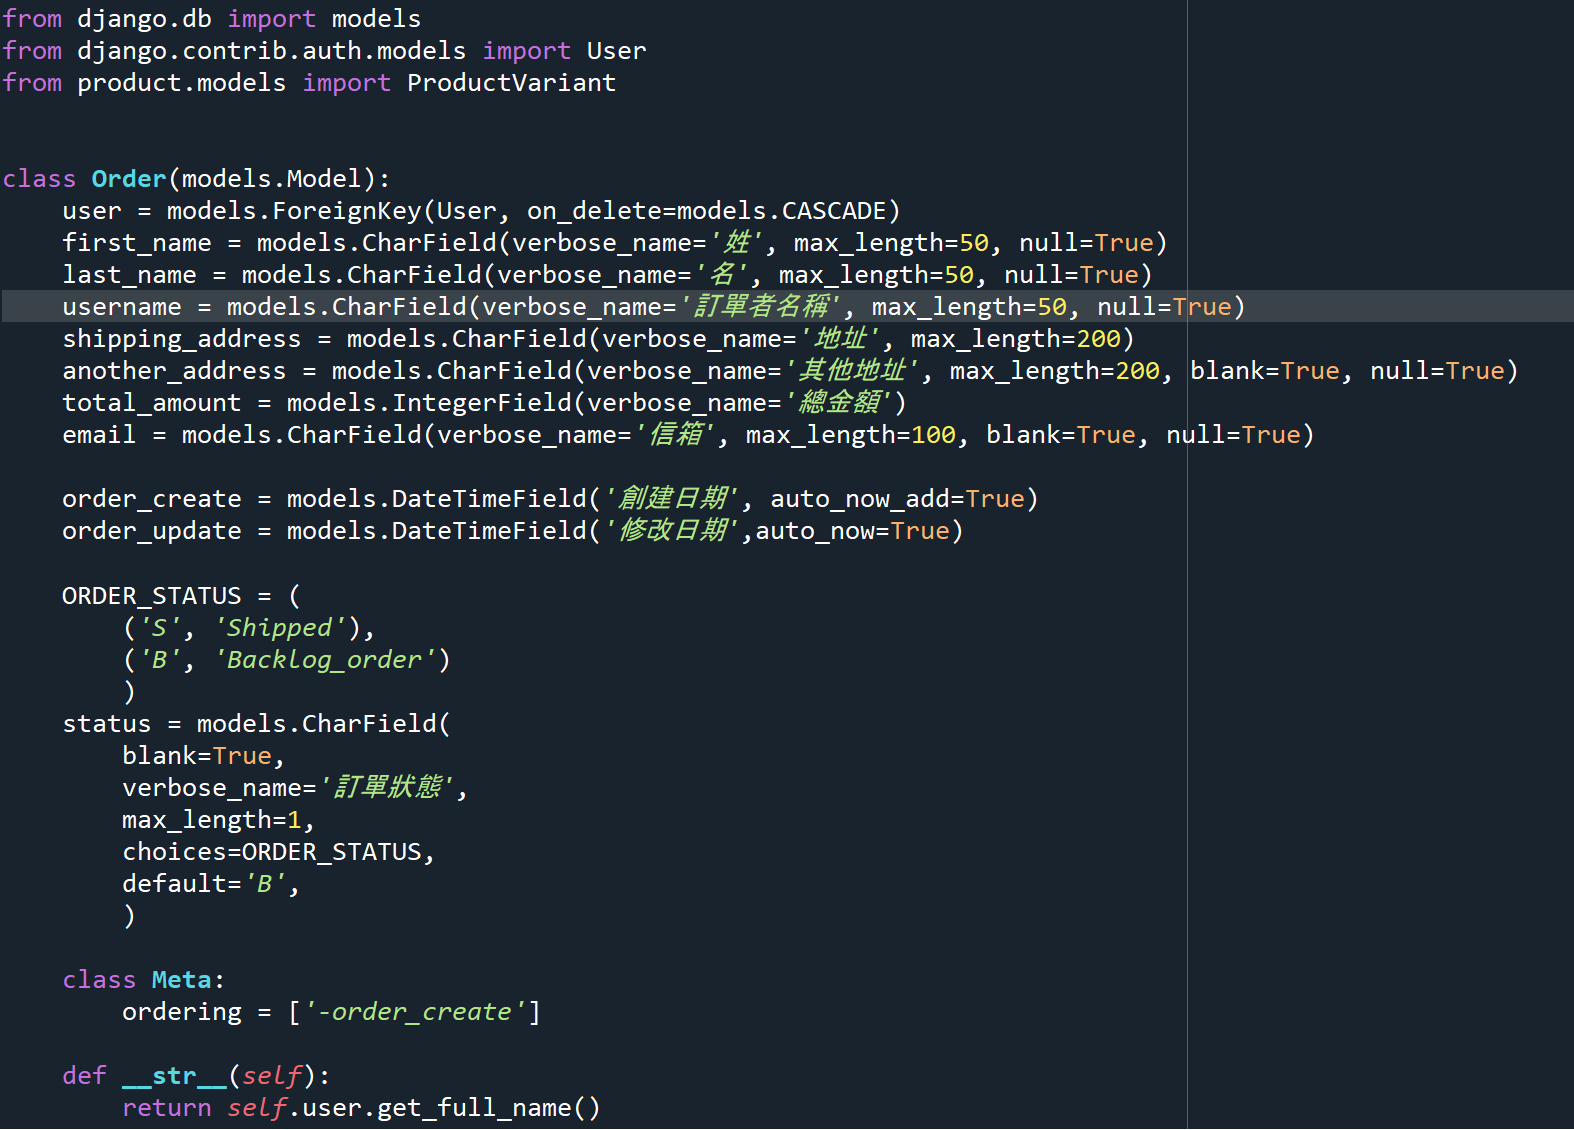 from django.db import models
from django.contrib.auth.models import User
from product.models import ProductVariant
class Order(models.Model):
    user = models.ForeignKey(User, on_delete=models.CASCADE)
    first_name = models.CharField(verbose_name='姓', max_length=50, null=True)
    last_name = models.CharField(verbose_name='名', max_length=50, null=True)
    username = models.CharField(verbose_name='訂單者名稱', max_length=50, null=True)
    shipping_address = models.CharField(verbose_name='地址', max_length=200)
    another_address = models.CharField(verbose_name='其他地址', max_length=200, blank=True, null=True)
    total_amount = models.IntegerField(verbose_name='總金額')
    email = models.CharField(verbose_name='信箱', max_length=100, blank=True, null=True)
    order_create = models.DateTimeField('創建日期', auto_now_add=True)
    order_update = models.DateTimeField('修改日期',auto_now=True)
    ORDER_STATUS = (
        ('S', 'Shipped'),
        ('B', 'Backlog_order')
        )
    status = models.CharField(
        blank=True,
        verbose_name='訂單狀態',
        max_length=1,
        choices=ORDER_STATUS,
        default='B',
        )
    class Meta:
        ordering = ['-order_create']
    def __str__(self):
        return self.user.get_full_name()